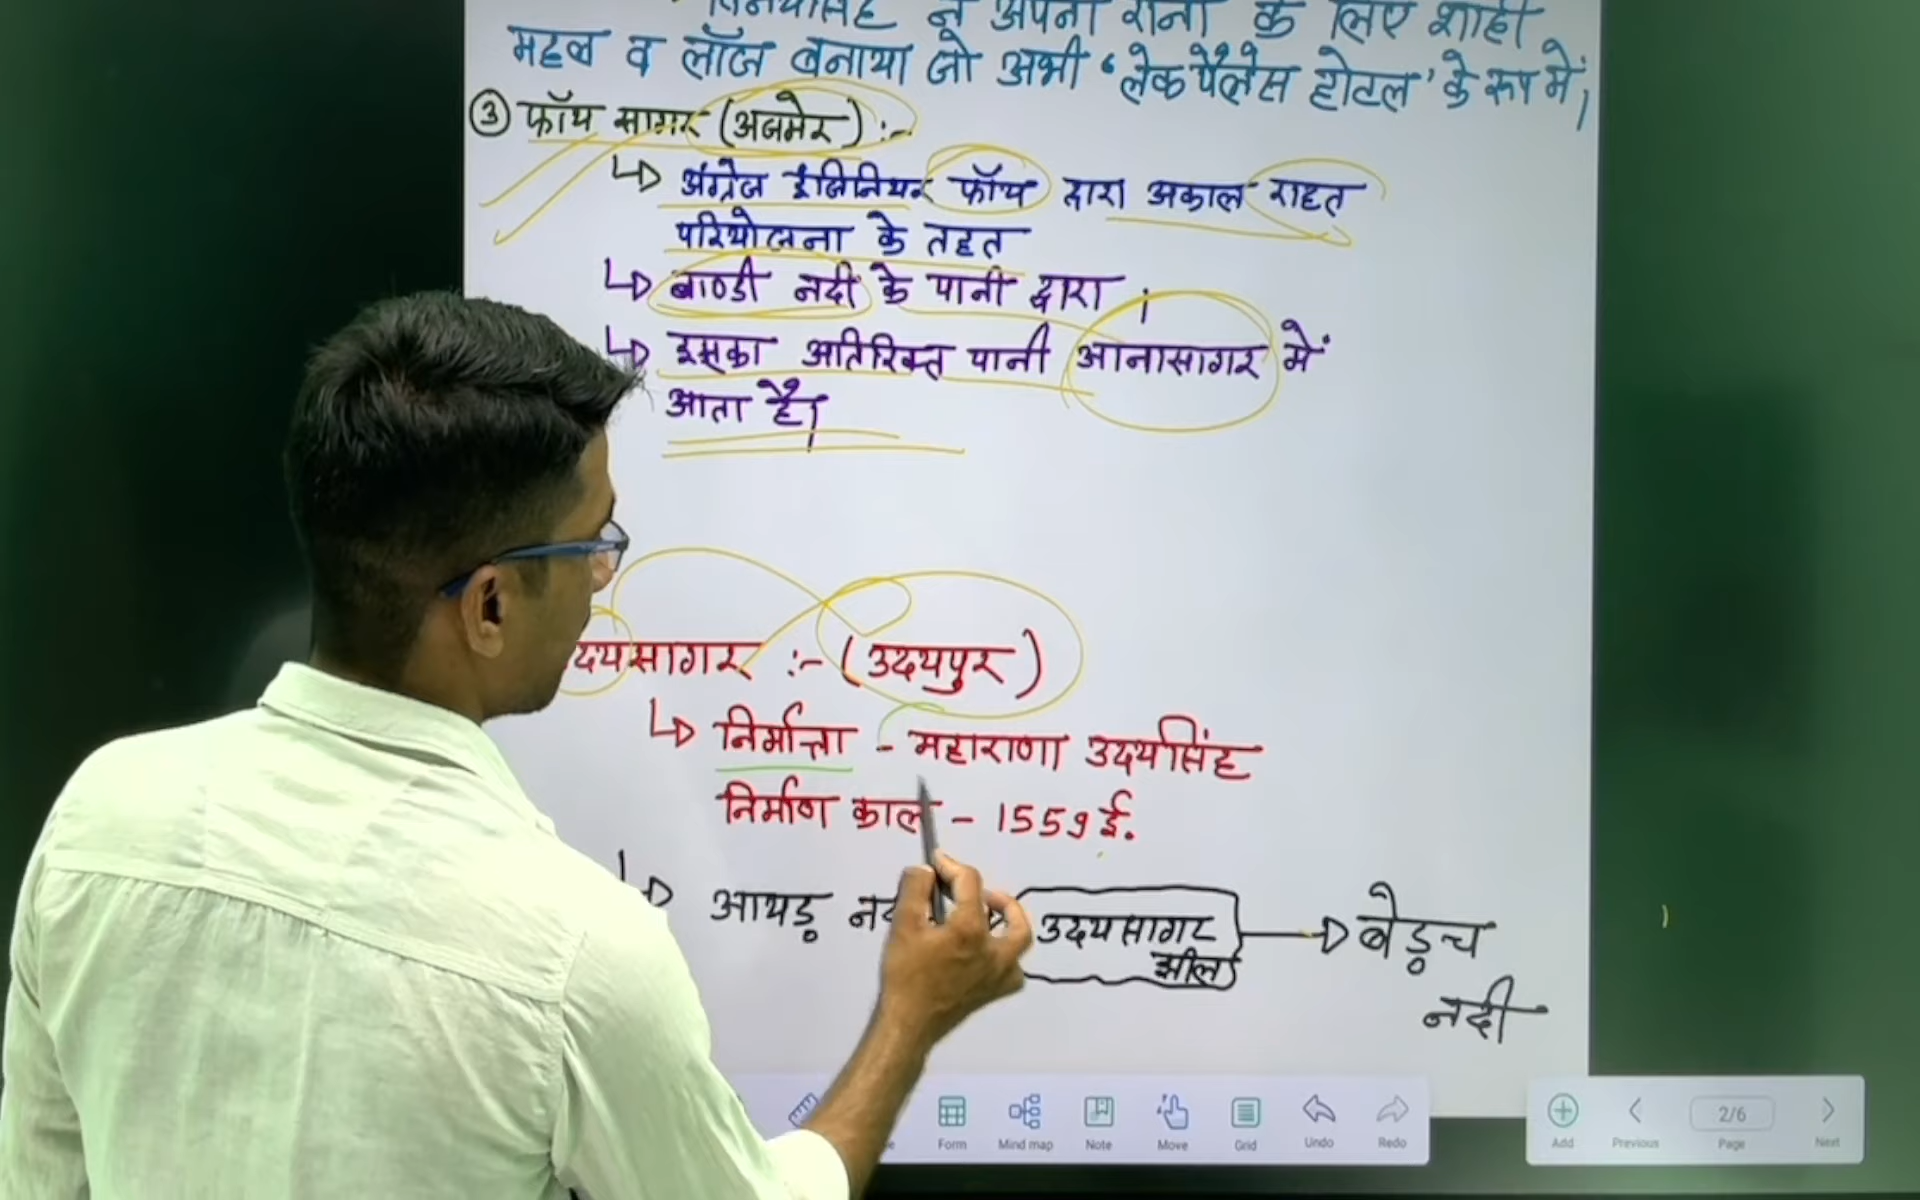 ने अपनी रानी के लिए शाही
महल व लॉज बनाया जो अभी 'लेक पैलेस होटल' के रूप में।
③ फॉय सागर (अजमेर) :-
अंग्रेज इंजिनियर फॉय द्वारा अकाल राहत
परियोजना के तहत
बाण्डी नदी के पानी द्वारा ।
इसका अतिरिक्त पानी आनासागर में
आता है।
दयसागर :- (उदयपुर)
निर्माता - महाराणा उदयसिंह
निर्माण काल - 1559 ई.
आयड़ उदयसागर बेड़च
झील नदी
Form Mind map Note Move Grid Undo Redo
Add Previous 2/6 Page Next